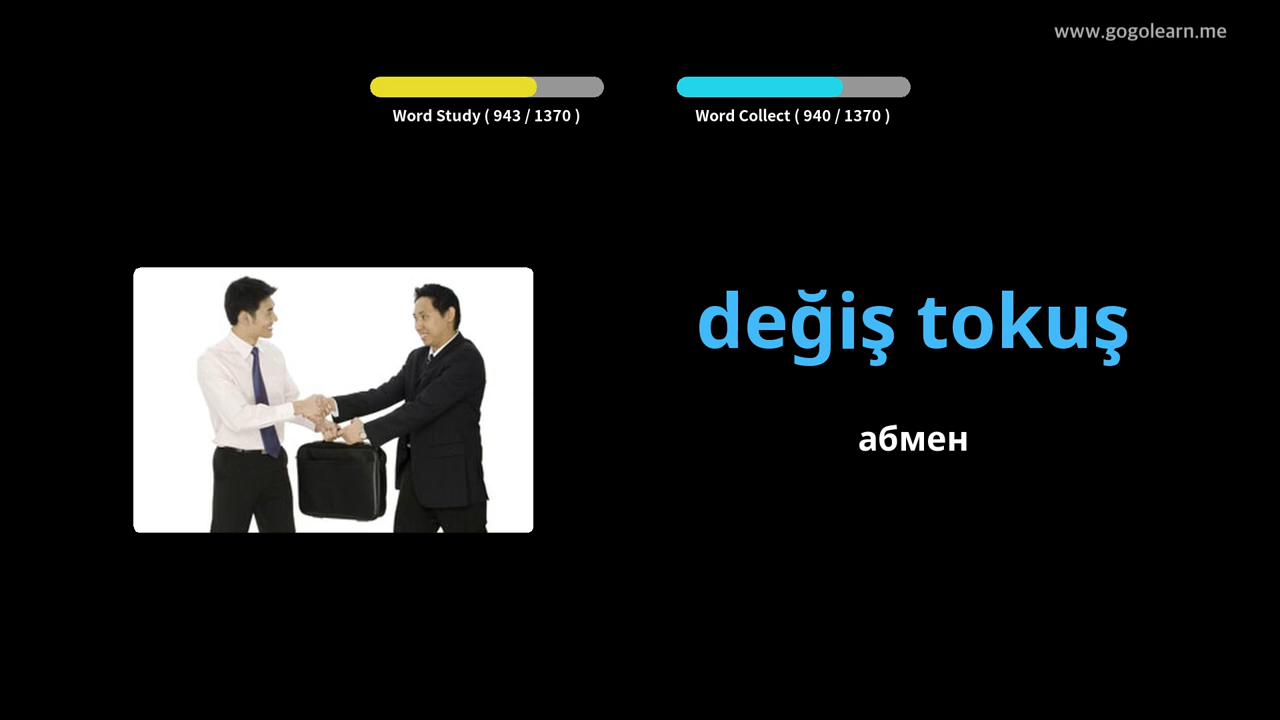 www.gogolearn.me
Word Study ( 943 / 1370 )
Word Collect ( 940 / 1370 )
değiş tokuş
абмен